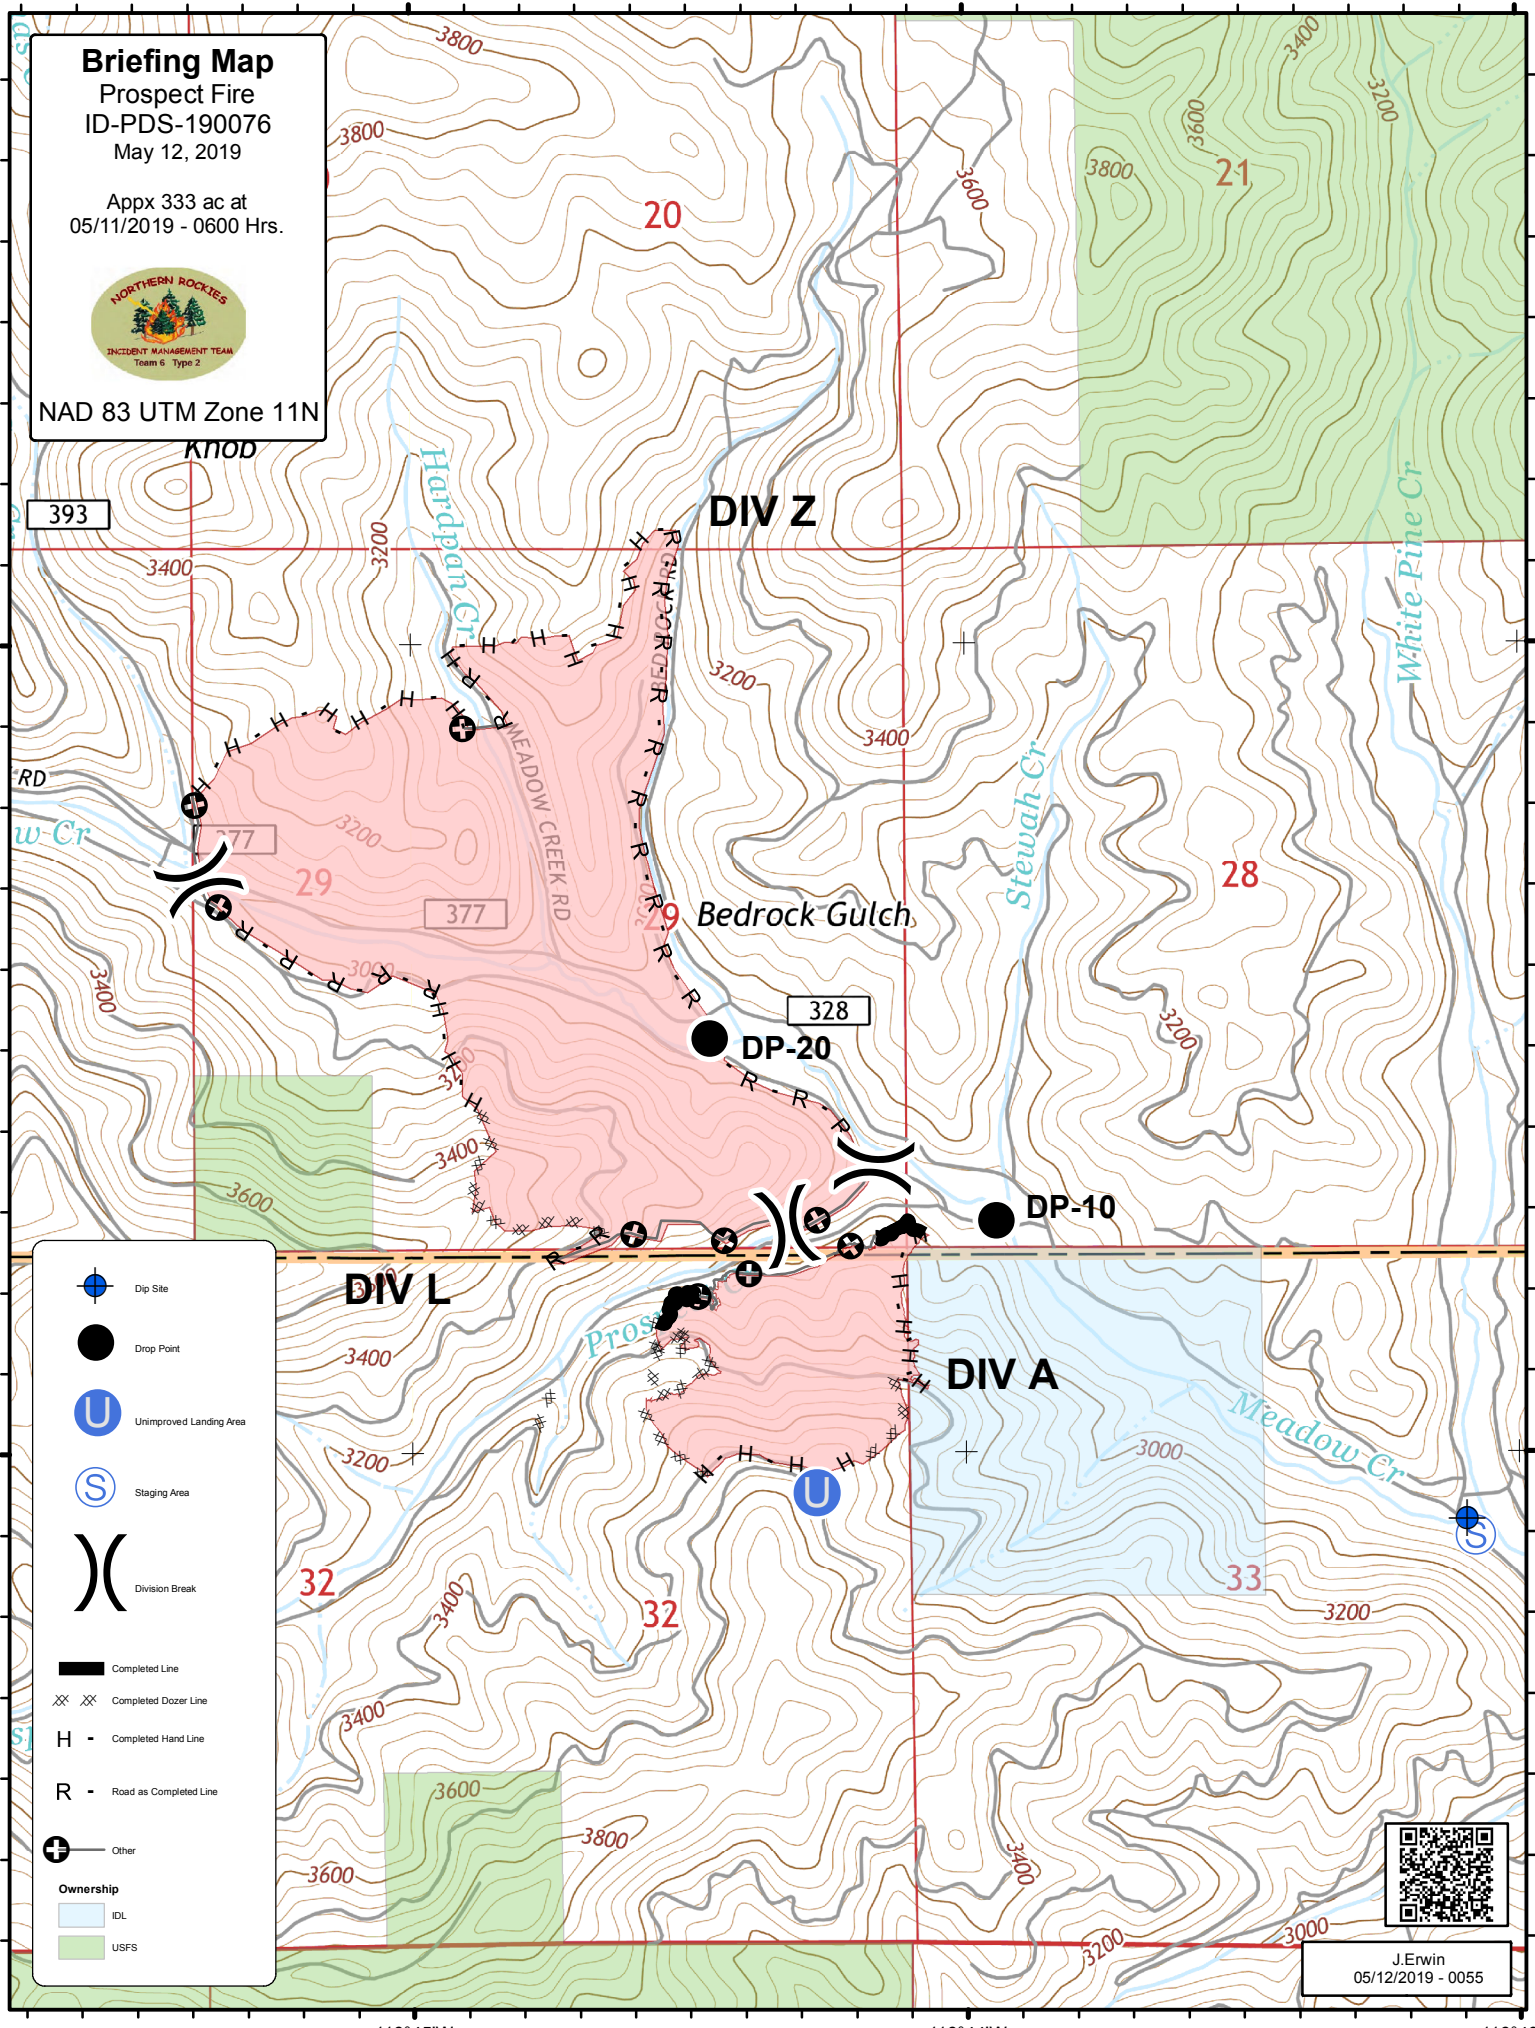 Briefing Map
Prospect Fire
ID-PDS-190076
May 12, 2019
Appx 333 ac at
05/11/2019 - 0600 Hrs.
NORTHERN ROCKIES
INCIDENT MANAGEMENT TEAM
Team 6 Type 2
NAD 83 UTM Zone 11N
Knob
3800
3800
3400
3200
3600
3800
21
3600
20
393
Hardpan Cr
3200
3400
DIV Z
BEDROCK RD
White Pine Cr
3200
3400
RD
w Cr
377
3200
29
377
MEADOW CREEK RD
29
Bedrock Gulch
Stewah Cr
28
3000
3400
328
3200
DP-20
3200
3400
3600
DP-10
DIV L
3400
DIV A
Meadow Cr
3000
3200
U
S
33
32
32
3400
3200
3400
3600
3800
3600
3400
3200
3000
Dip Site
Drop Point
U Unimproved Landing Area
S Staging Area
Division Break
Completed Line
Completed Dozer Line
H - Completed Hand Line
R - Road as Completed Line
Other
Ownership
IDL
USFS
J.Erwin
05/12/2019 - 0055